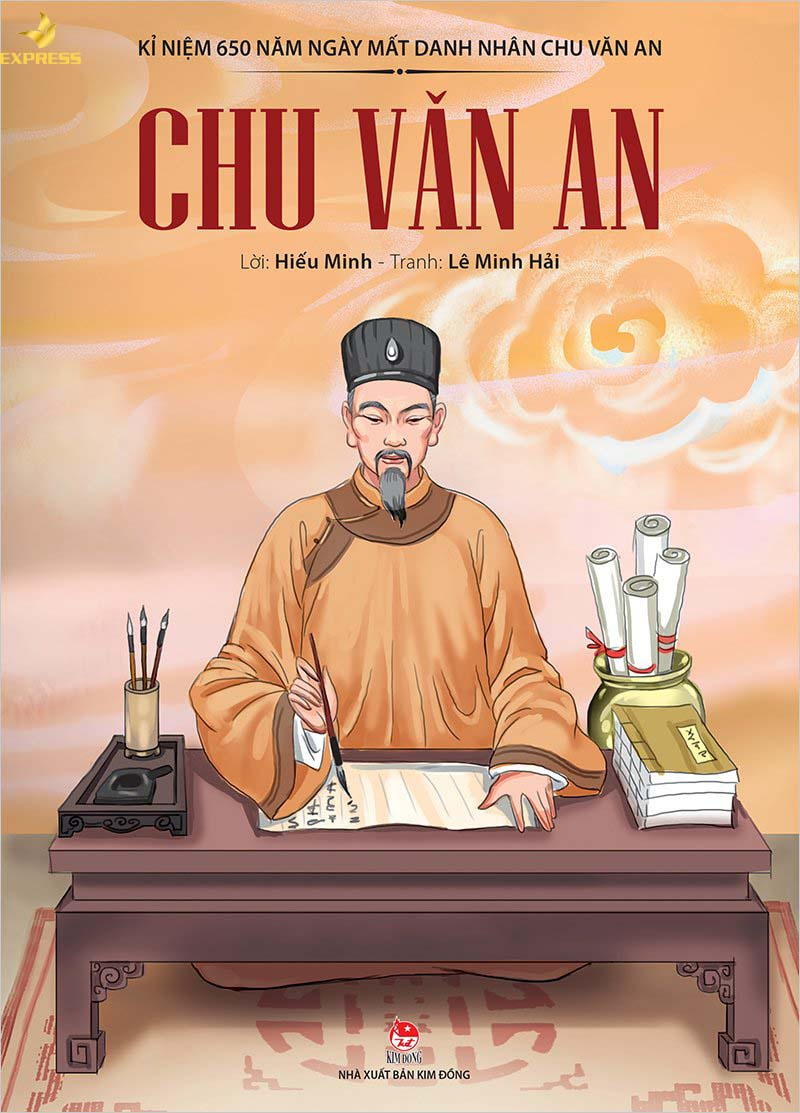 KỈ NIỆM 650 NĂM NGÀY MẤT DANH NHÂN CHU VĂN AN
EXPRESS
CHU VĂN AN
Lời: Hiếu Minh - Tranh: Lê Minh Hải
KIM ĐỒNG
NHÀ XUẤT BẢN KIM ĐỒNG